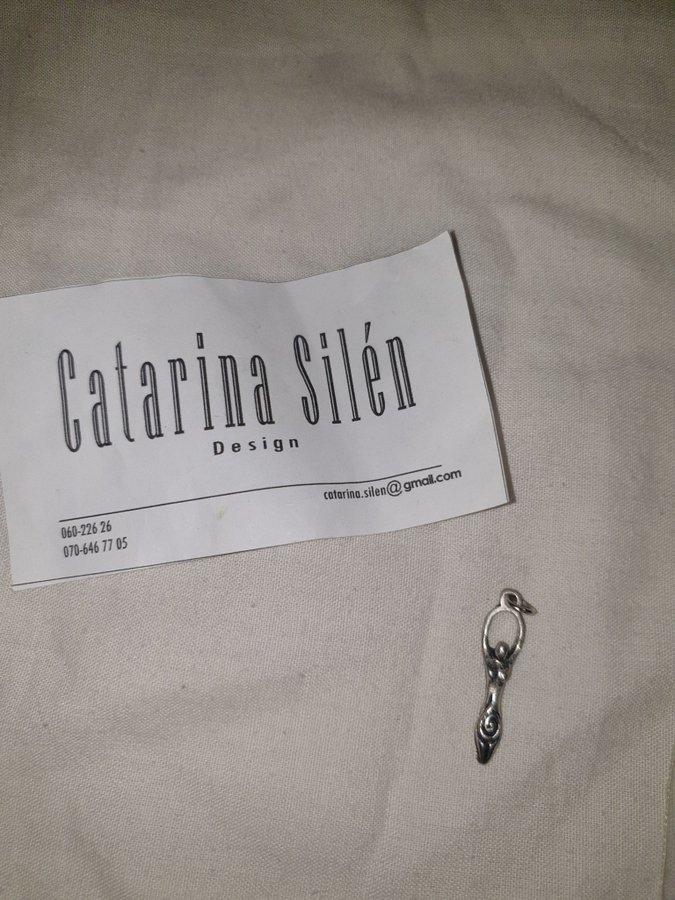 Catarina Silén
Design
catarina.silen@gmail.com
060-226 26
070-646 77 05